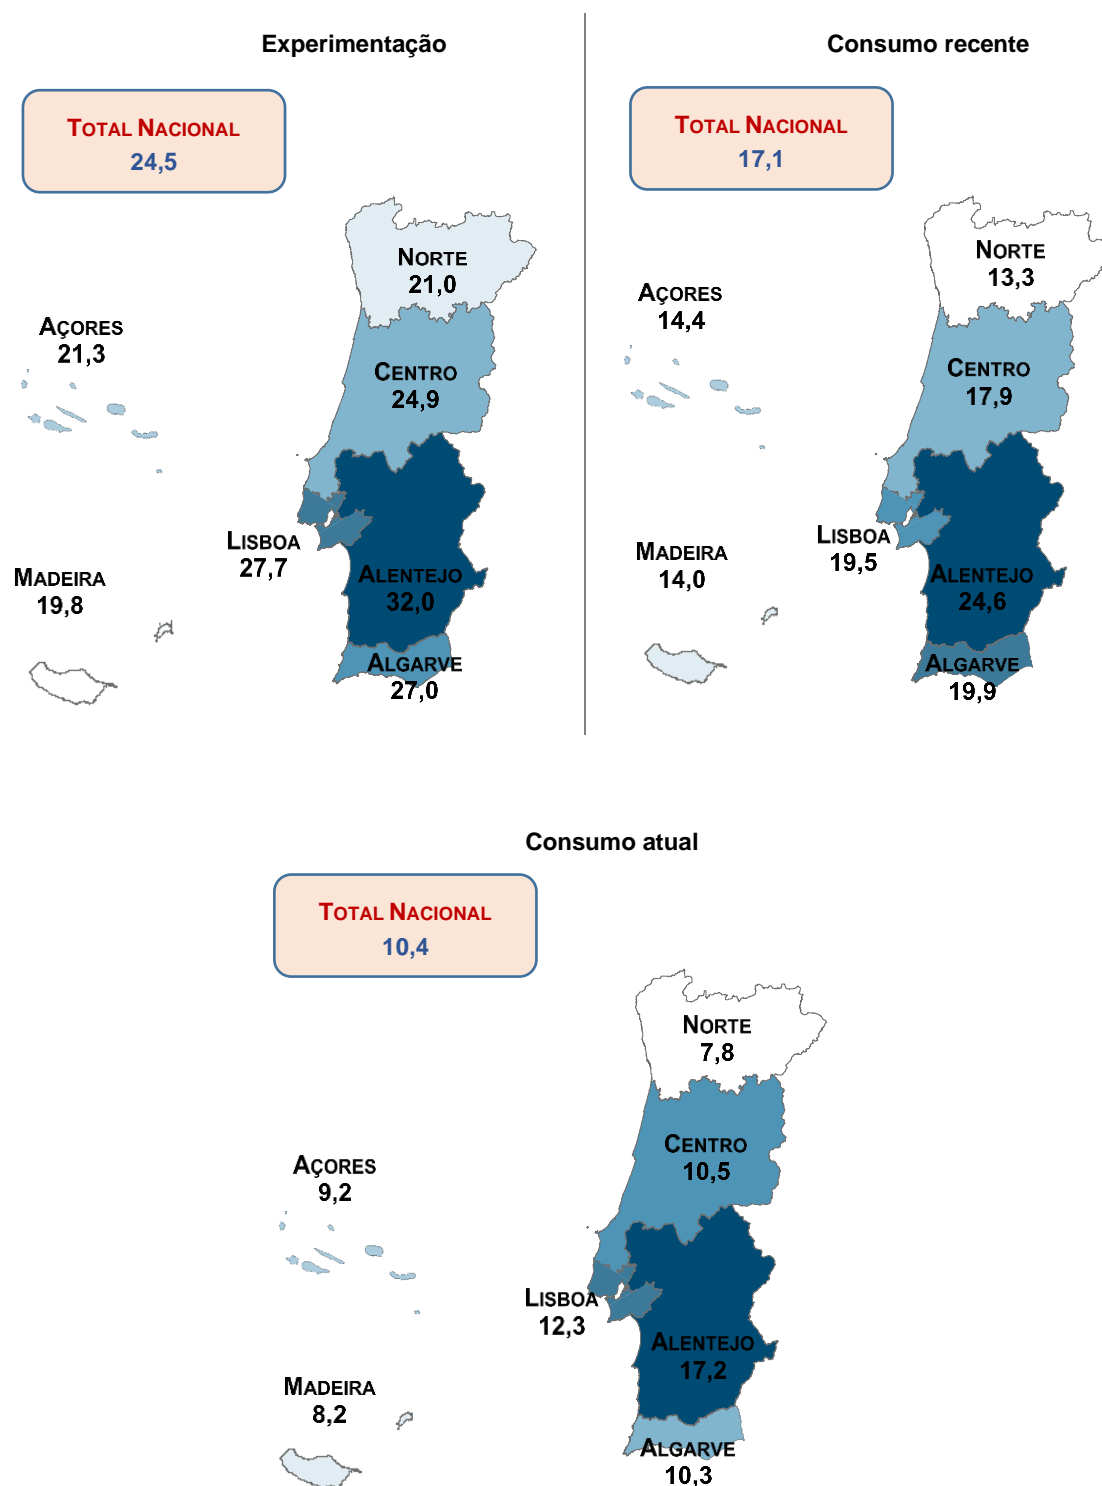 Experimentação
TOTAL NACIONAL
24,5
NORTE
21,0
AÇORES
21,3
CENTRO
24,9
LISBOA
27,7
MADEIRA
19,8
ALENTEJO
32,0
ALGARVE
27,0
Consumo recente
TOTAL NACIONAL
17,1
NORTE
13,3
AÇORES
14,4
CENTRO
17,9
LISBOA
19,5
MADEIRA
14,0
ALENTEJO
24,6
ALGARVE
19,9
Consumo atual
TOTAL NACIONAL
10,4
NORTE
7,8
CENTRO
10,5
AÇORES
9,2
LISBOA
12,3
ALENTEJO
17,2
MADEIRA
8,2
ALGARVE
10,3